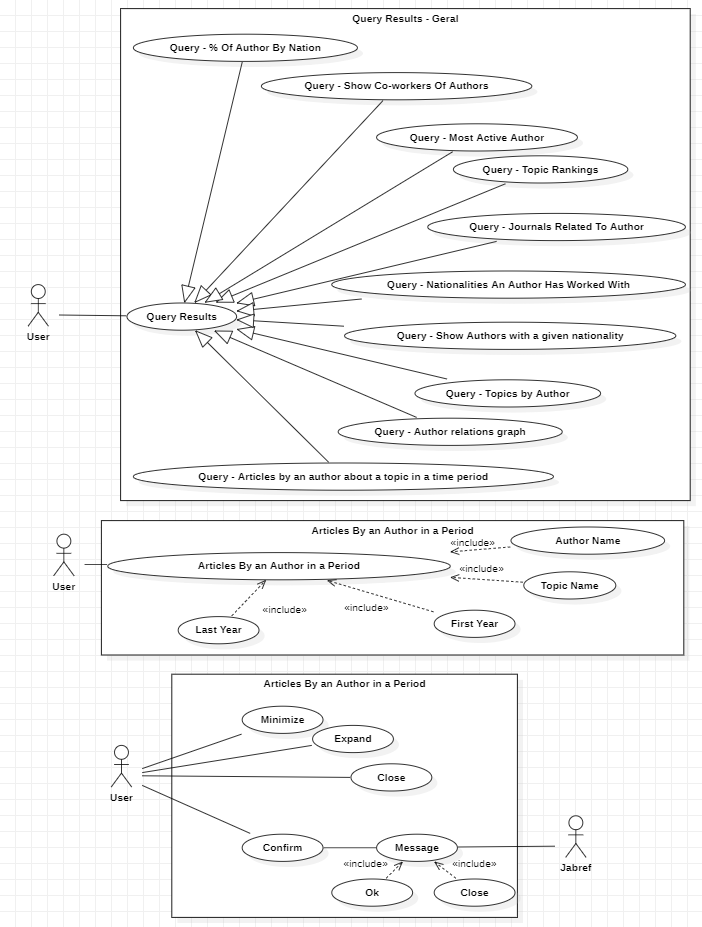 Query Results - Geral
Query - % Of Author By Nation
Query - Show Co-workers Of Authors
Query - Most Active Author
Query - Topic Rankings
Query - Journals Related To Author
Query - Nationalities An Author Has Worked With
Query Results
User
Query - Show Authors with a given nationality
Query - Topics by Author
Query - Author relations graph
Query - Articles by an author about a topic in a time period
Articles By an Author in a Period
«include»
Author Name
Articles By an Author in a Period
«include»
User
Topic Name
«include»
«include»
Last Year
First Year
Articles By an Author in a Period
Minimize
Expand
Close
User
Confirm
Message
«include»
«include»
Jabref
Ok
Close